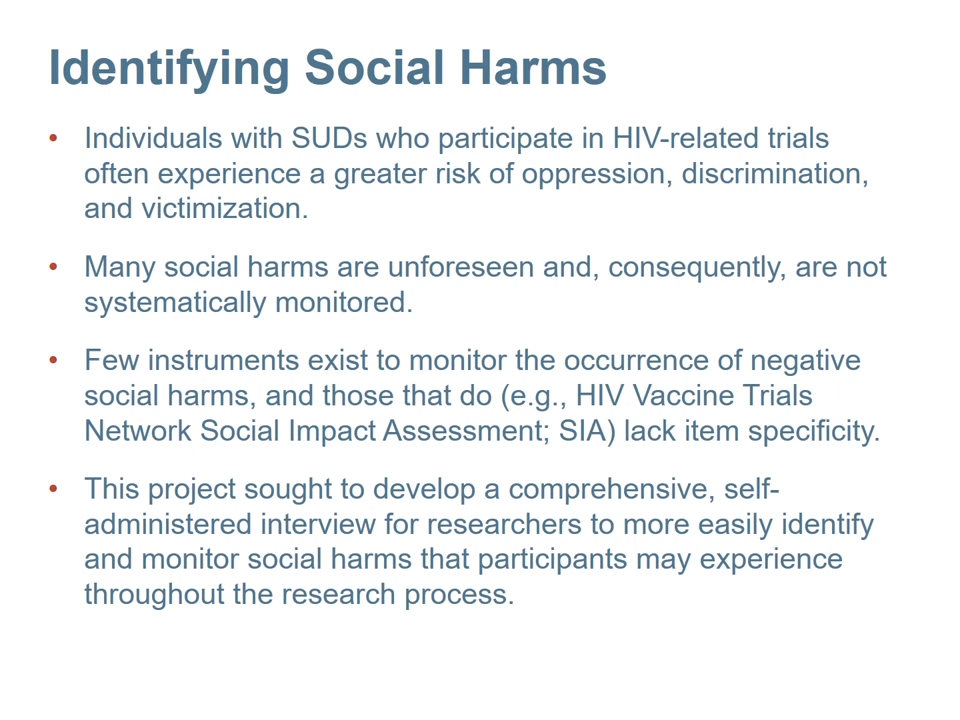 Identifying Social Harms
• Individuals with SUDs who participate in HIV-related trials
often experience a greater risk of oppression, discrimination,
and victimization.
• Many social harms are unforeseen and, consequently, are not
systematically monitored.
• Few instruments exist to monitor the occurrence of negative
social harms, and those that do (e.g., HIV Vaccine Trials
Network Social Impact Assessment; SIA) lack item specificity.
• This project sought to develop a comprehensive, self-
administered interview for researchers to more easily identify
and monitor social harms that participants may experience
throughout the research process.